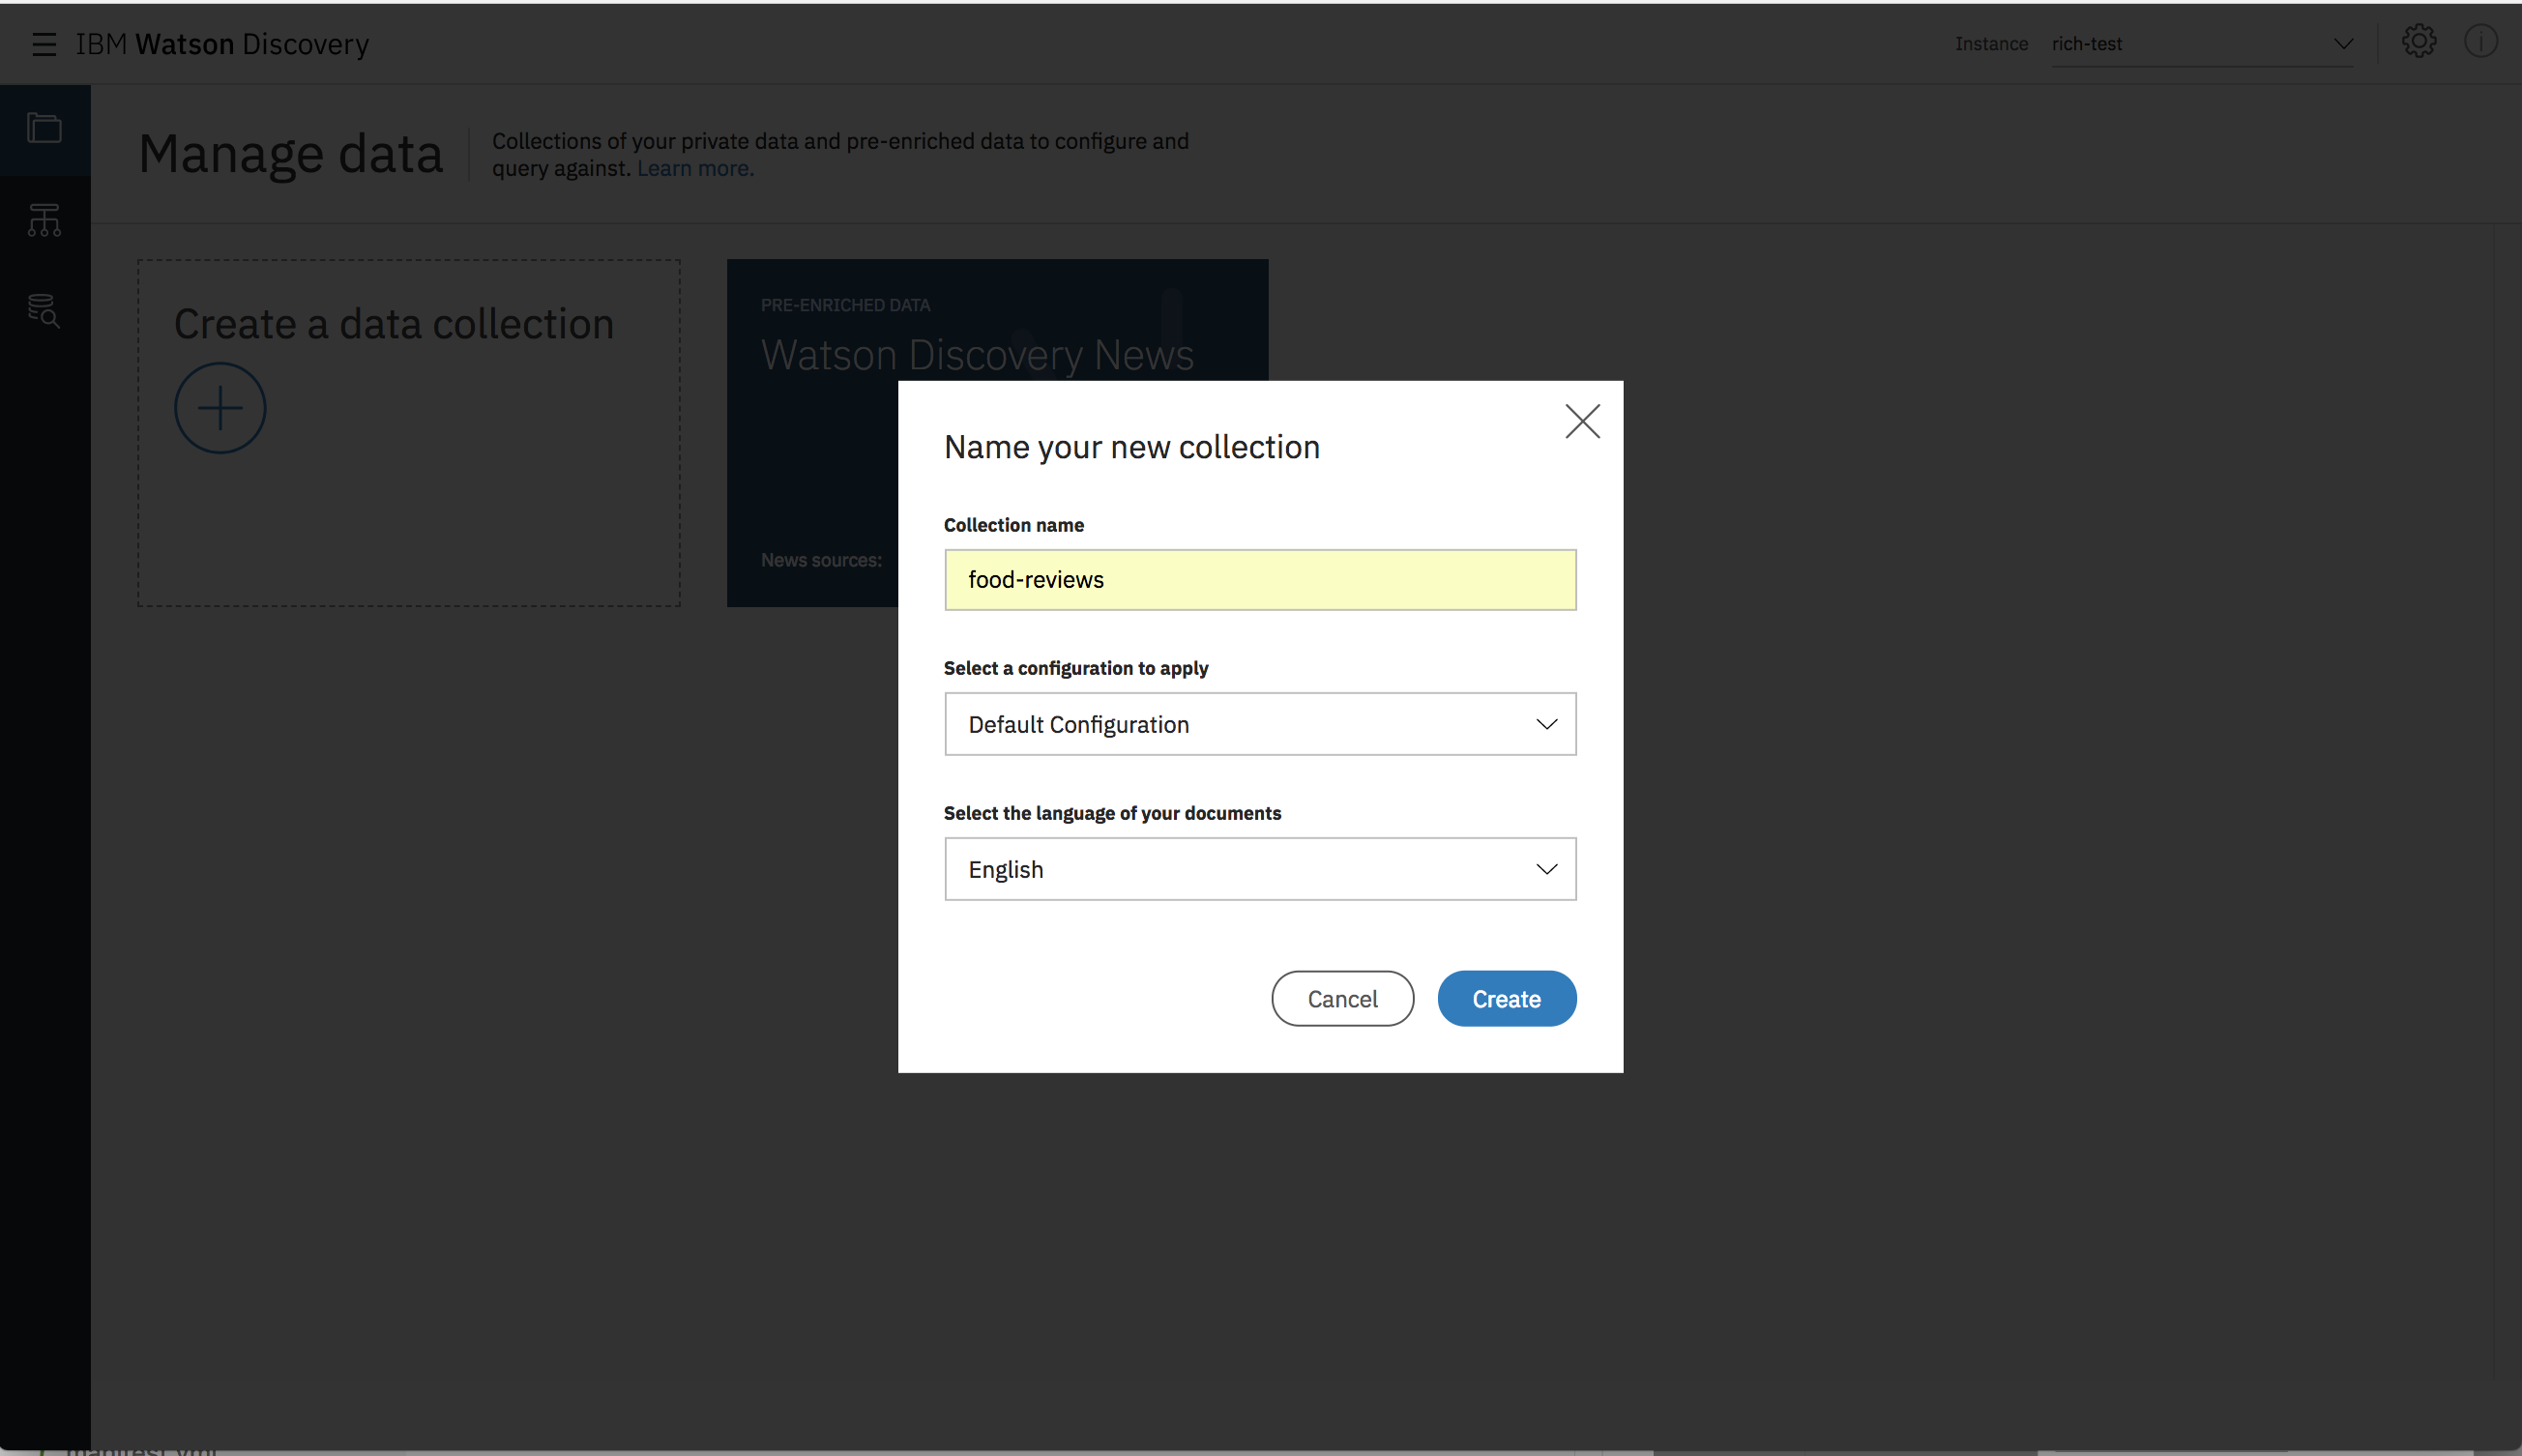 IBM Watson Discovery
Instance rich-test
Manage data
Collections of your private data and pre-enriched data to configure and
query against. Learn more.
Create a data collection
PRE-ENRICHED DATA
Watson Discovery News
News sources:
Name your new collection
Collection name
food-reviews
Select a configuration to apply
Default Configuration
Select the language of your documents
English
Cancel
Create